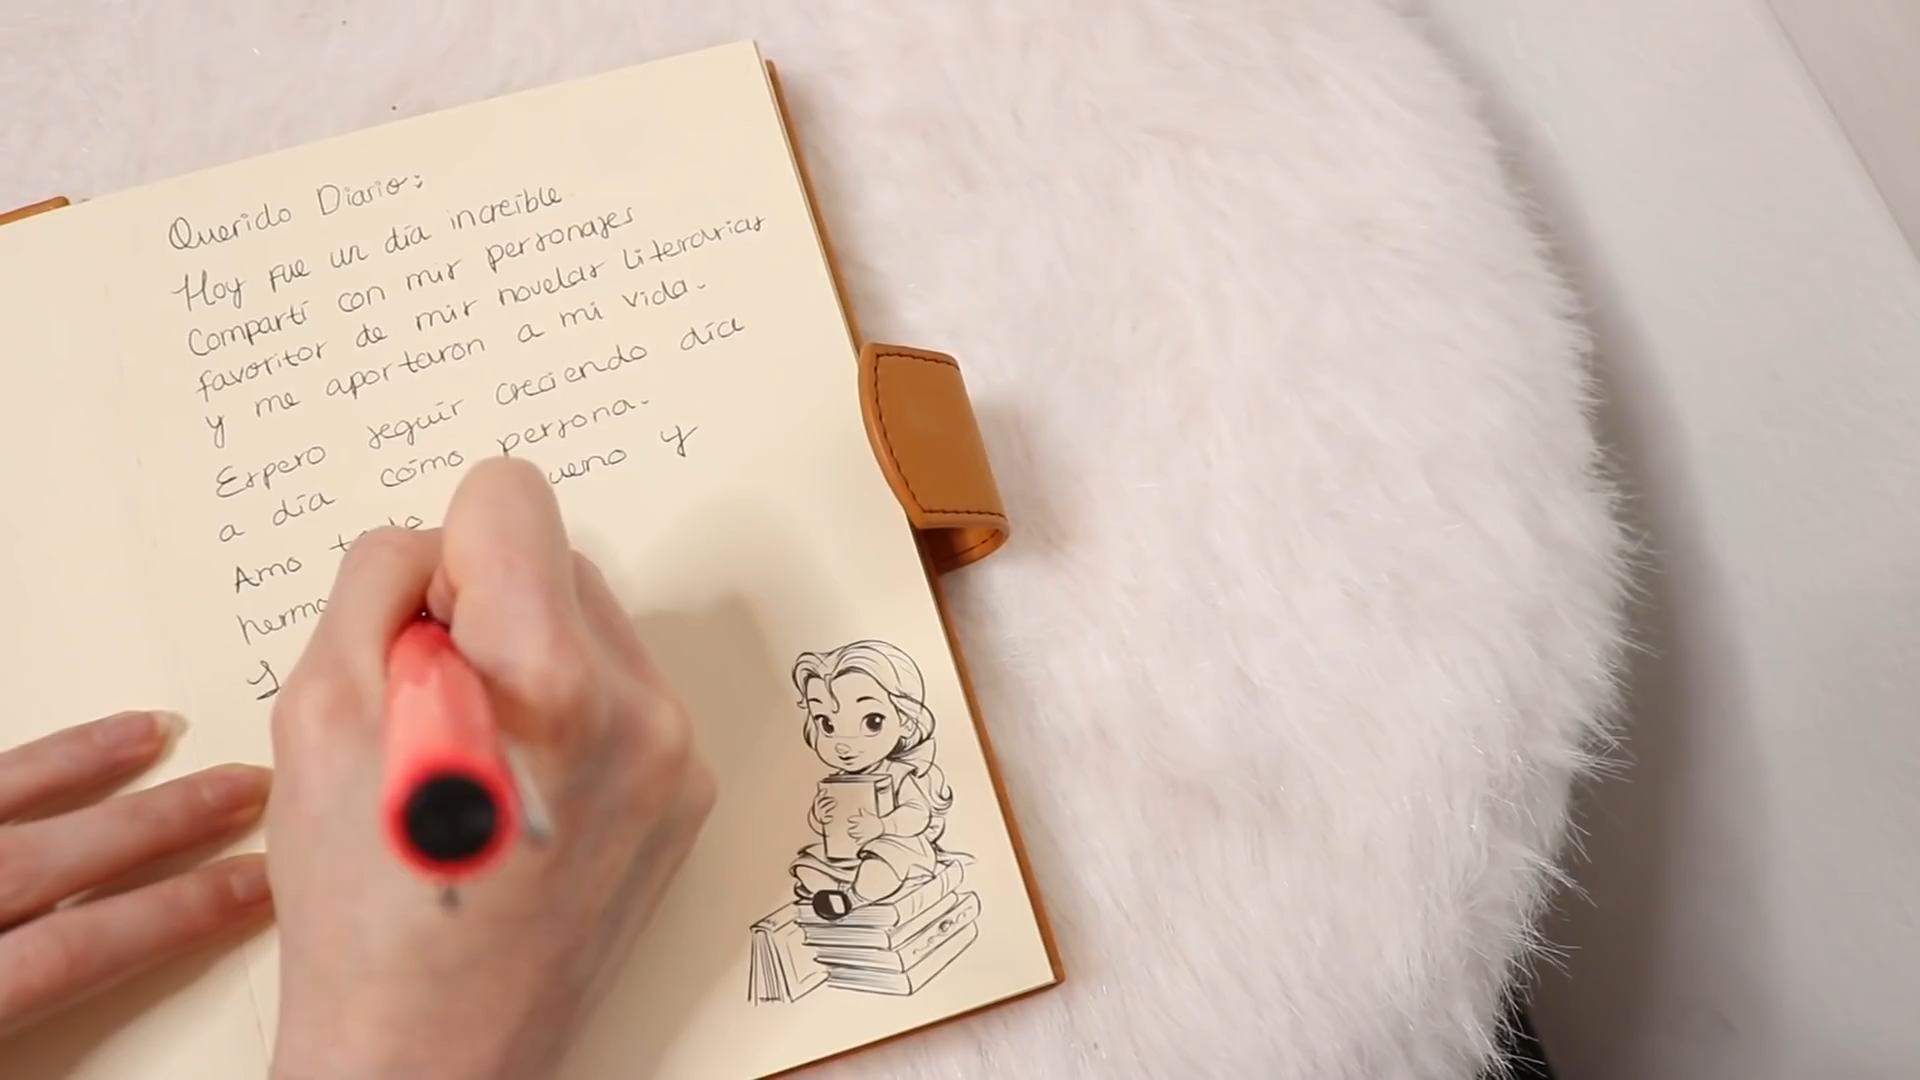 Querido Diario:
Hoy fue un día increíble
Compartí con mis personajes
favoritos de mis novelas literarias
y me aportaron a mi vida.
Espero seguir creciendo día
a día cómo persona.
Amo y